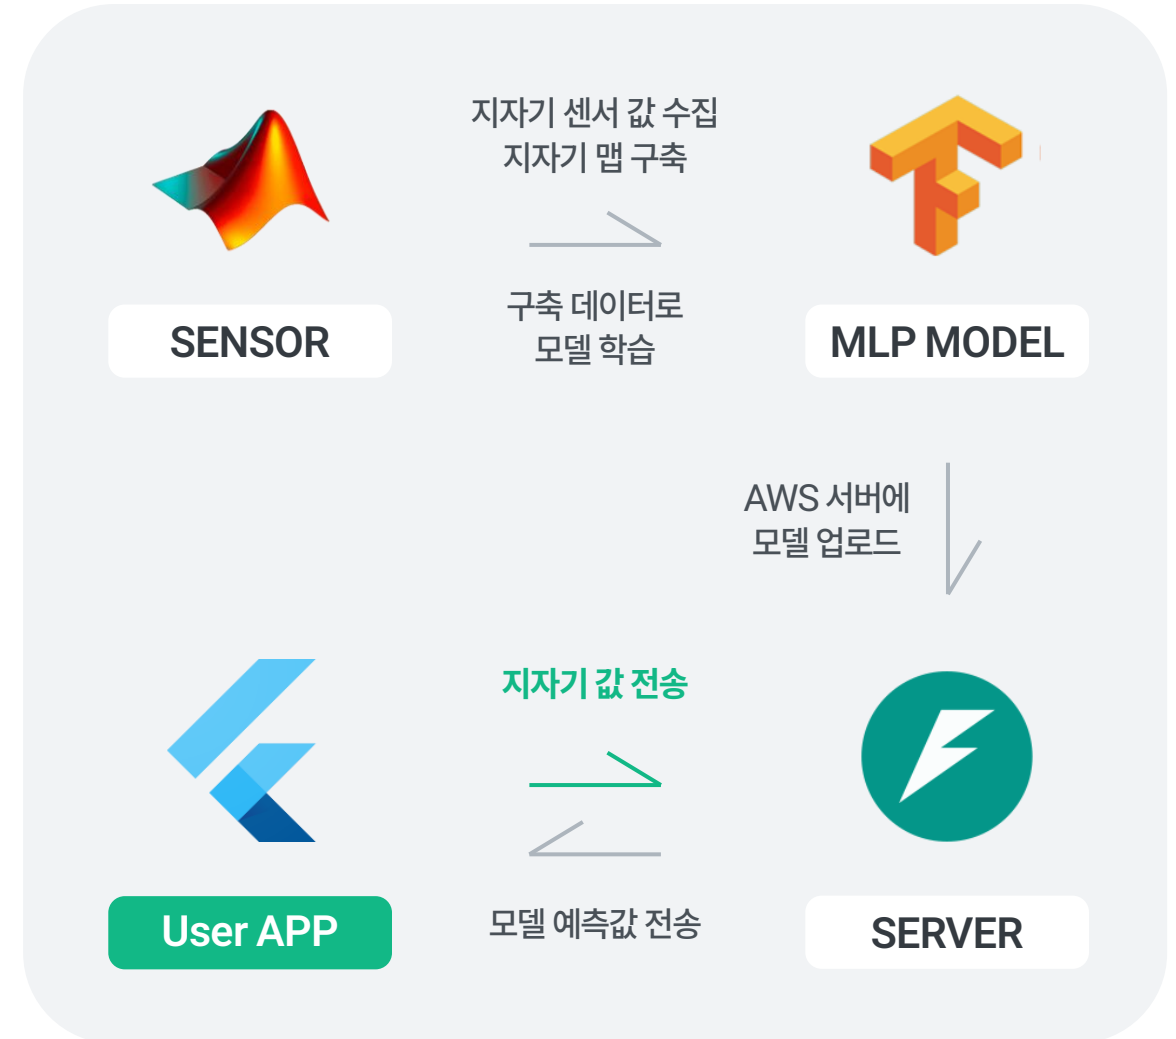 지자기 센서 값 수집
지자기 맵 구축
구축 데이터로
모델 학습
SENSOR
MLP MODEL
AWS 서버에
모델 업로드
지자기 값 전송
모델 예측값 전송
User APP
SERVER